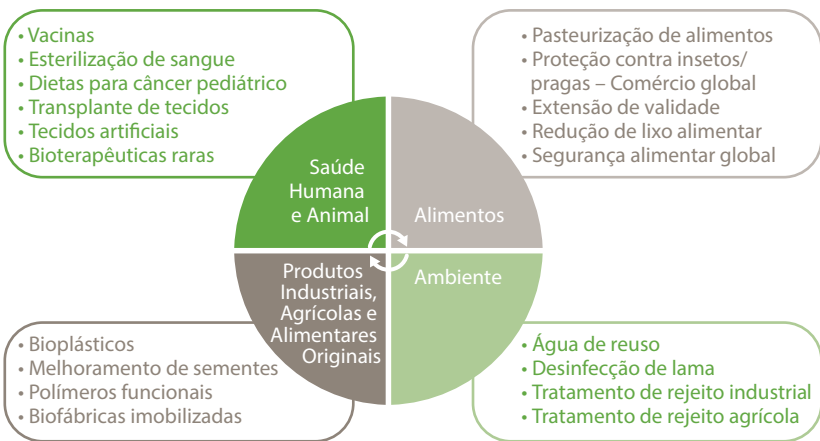 • Vacinas
• Esterilização de sangue
• Dietas para câncer pediátrico
• Transplante de tecidos
• Tecidos artificiais
• Bioterapêuticas raras
• Pasteurização de alimentos
• Proteção contra insetos/
pragas – Comércio global
• Extensão de validade
• Redução de lixo alimentar
• Segurança alimentar global
Saúde
Humana
e Animal
Alimentos
Produtos
Industriais,
Agrícolas e
Alimentares
Originais
Ambiente
• Bioplásticos
• Melhoramento de sementes
• Polímeros funcionais
• Biofábricas imobilizadas
• Água de reuso
• Desinfecção de lama
• Tratamento de rejeito industrial
• Tratamento de rejeito agrícola